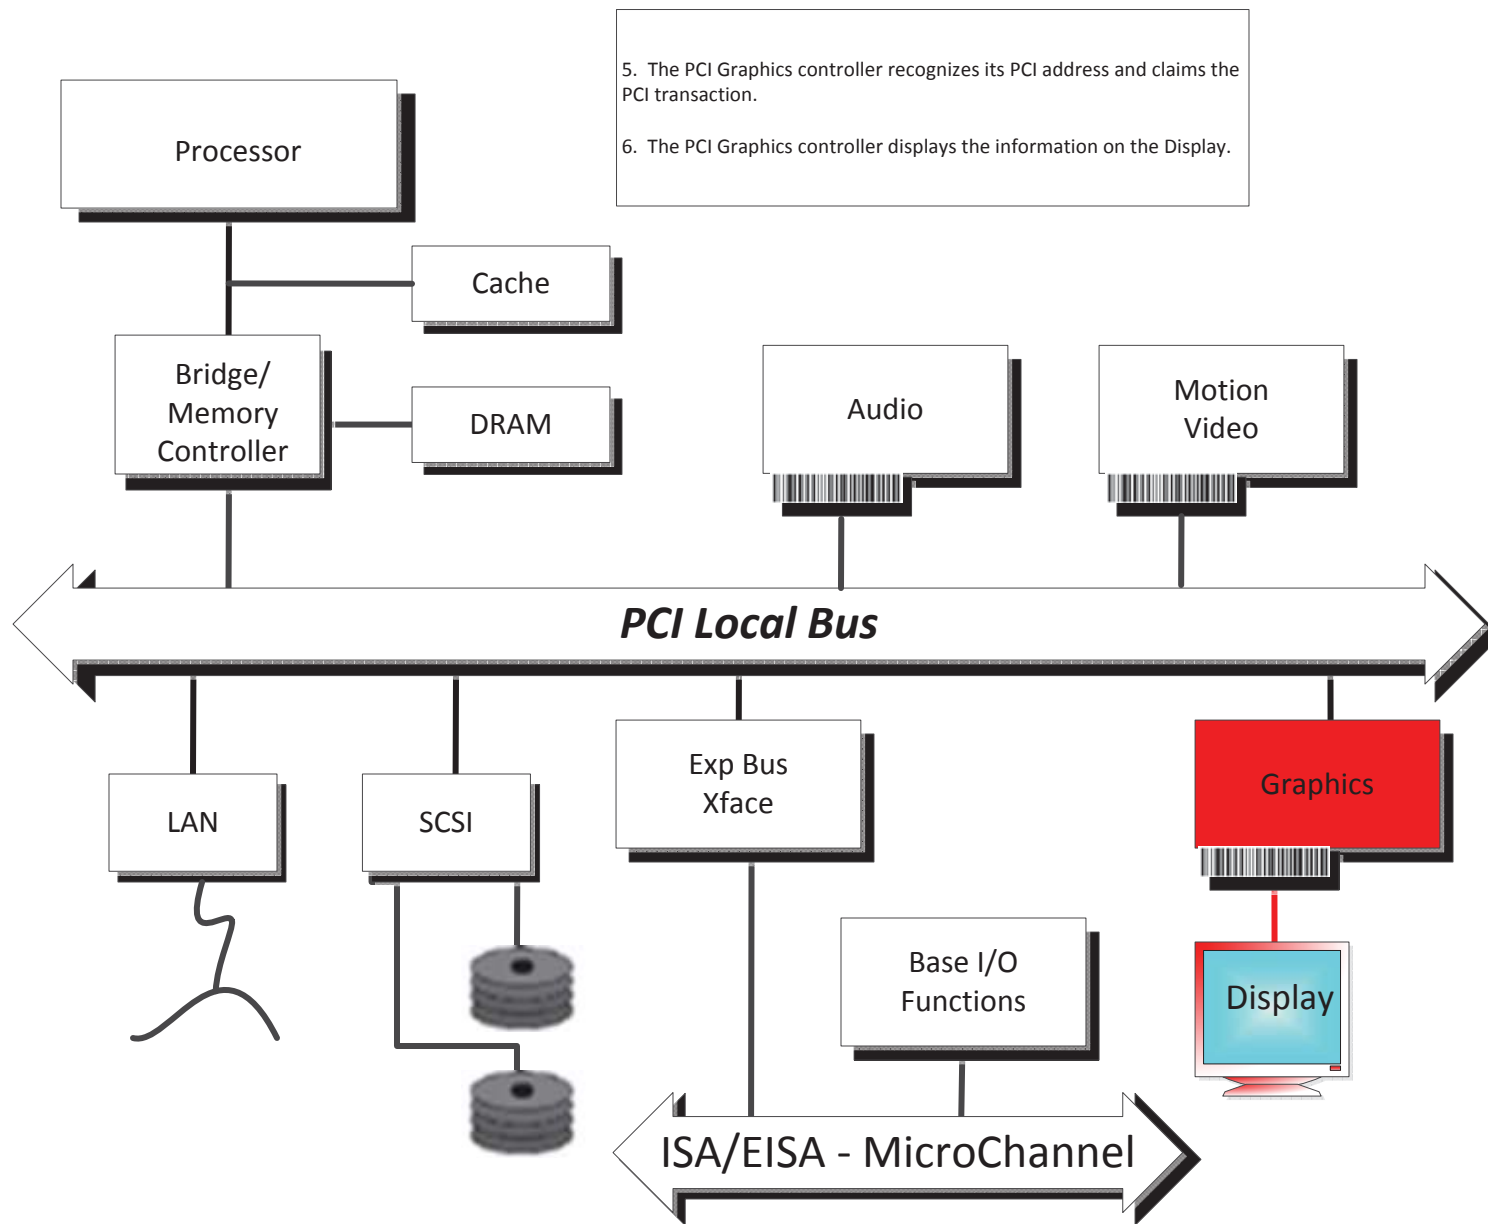 5. The PCI Graphics controller recognizes its PCI address and claims the
PCI transaction.
6. The PCI Graphics controller displays the information on the Display.
Processor
Cache
Bridge/
Memory
Controller
DRAM
Audio
Motion
Video
PCI Local Bus
LAN
SCSI
Exp Bus
Xface
Graphics
Base I/O
Functions
Display
ISA/EISA - MicroChannel